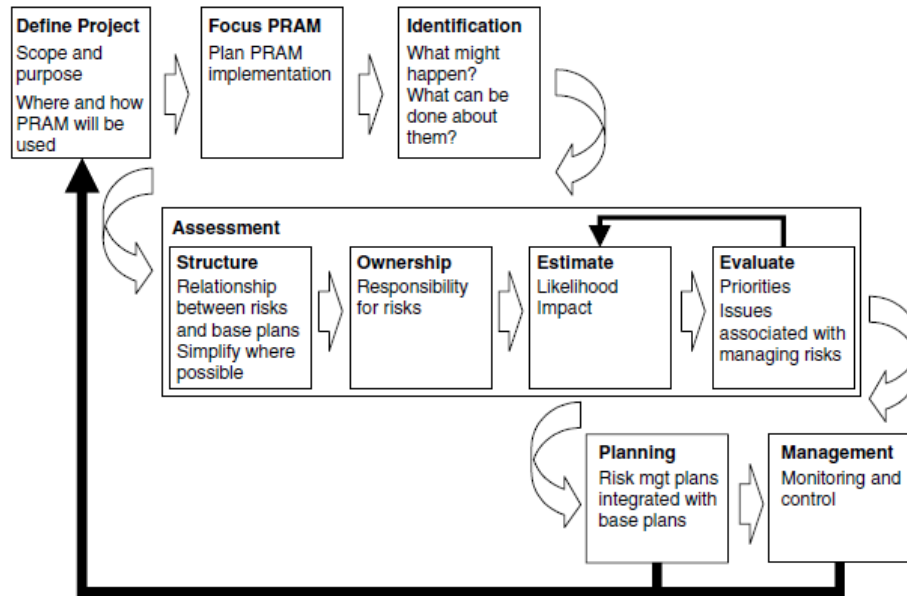 Define Project
Scope and
purpose
Where and how
PRAM will be
used
Focus PRAM
Plan PRAM
implementation
Identification
What might
happen?
What can be
done about
them?
Assessment
Structure
Relationship
between risks
and base plans
Simplify where
possible
Ownership
Responsibility
for risks
Estimate
Likelihood
Impact
Evaluate
Priorities
Issues
associated with
managing risks
Planning
Risk mgt plans
integrated with
base plans
Management
Monitoring and
control